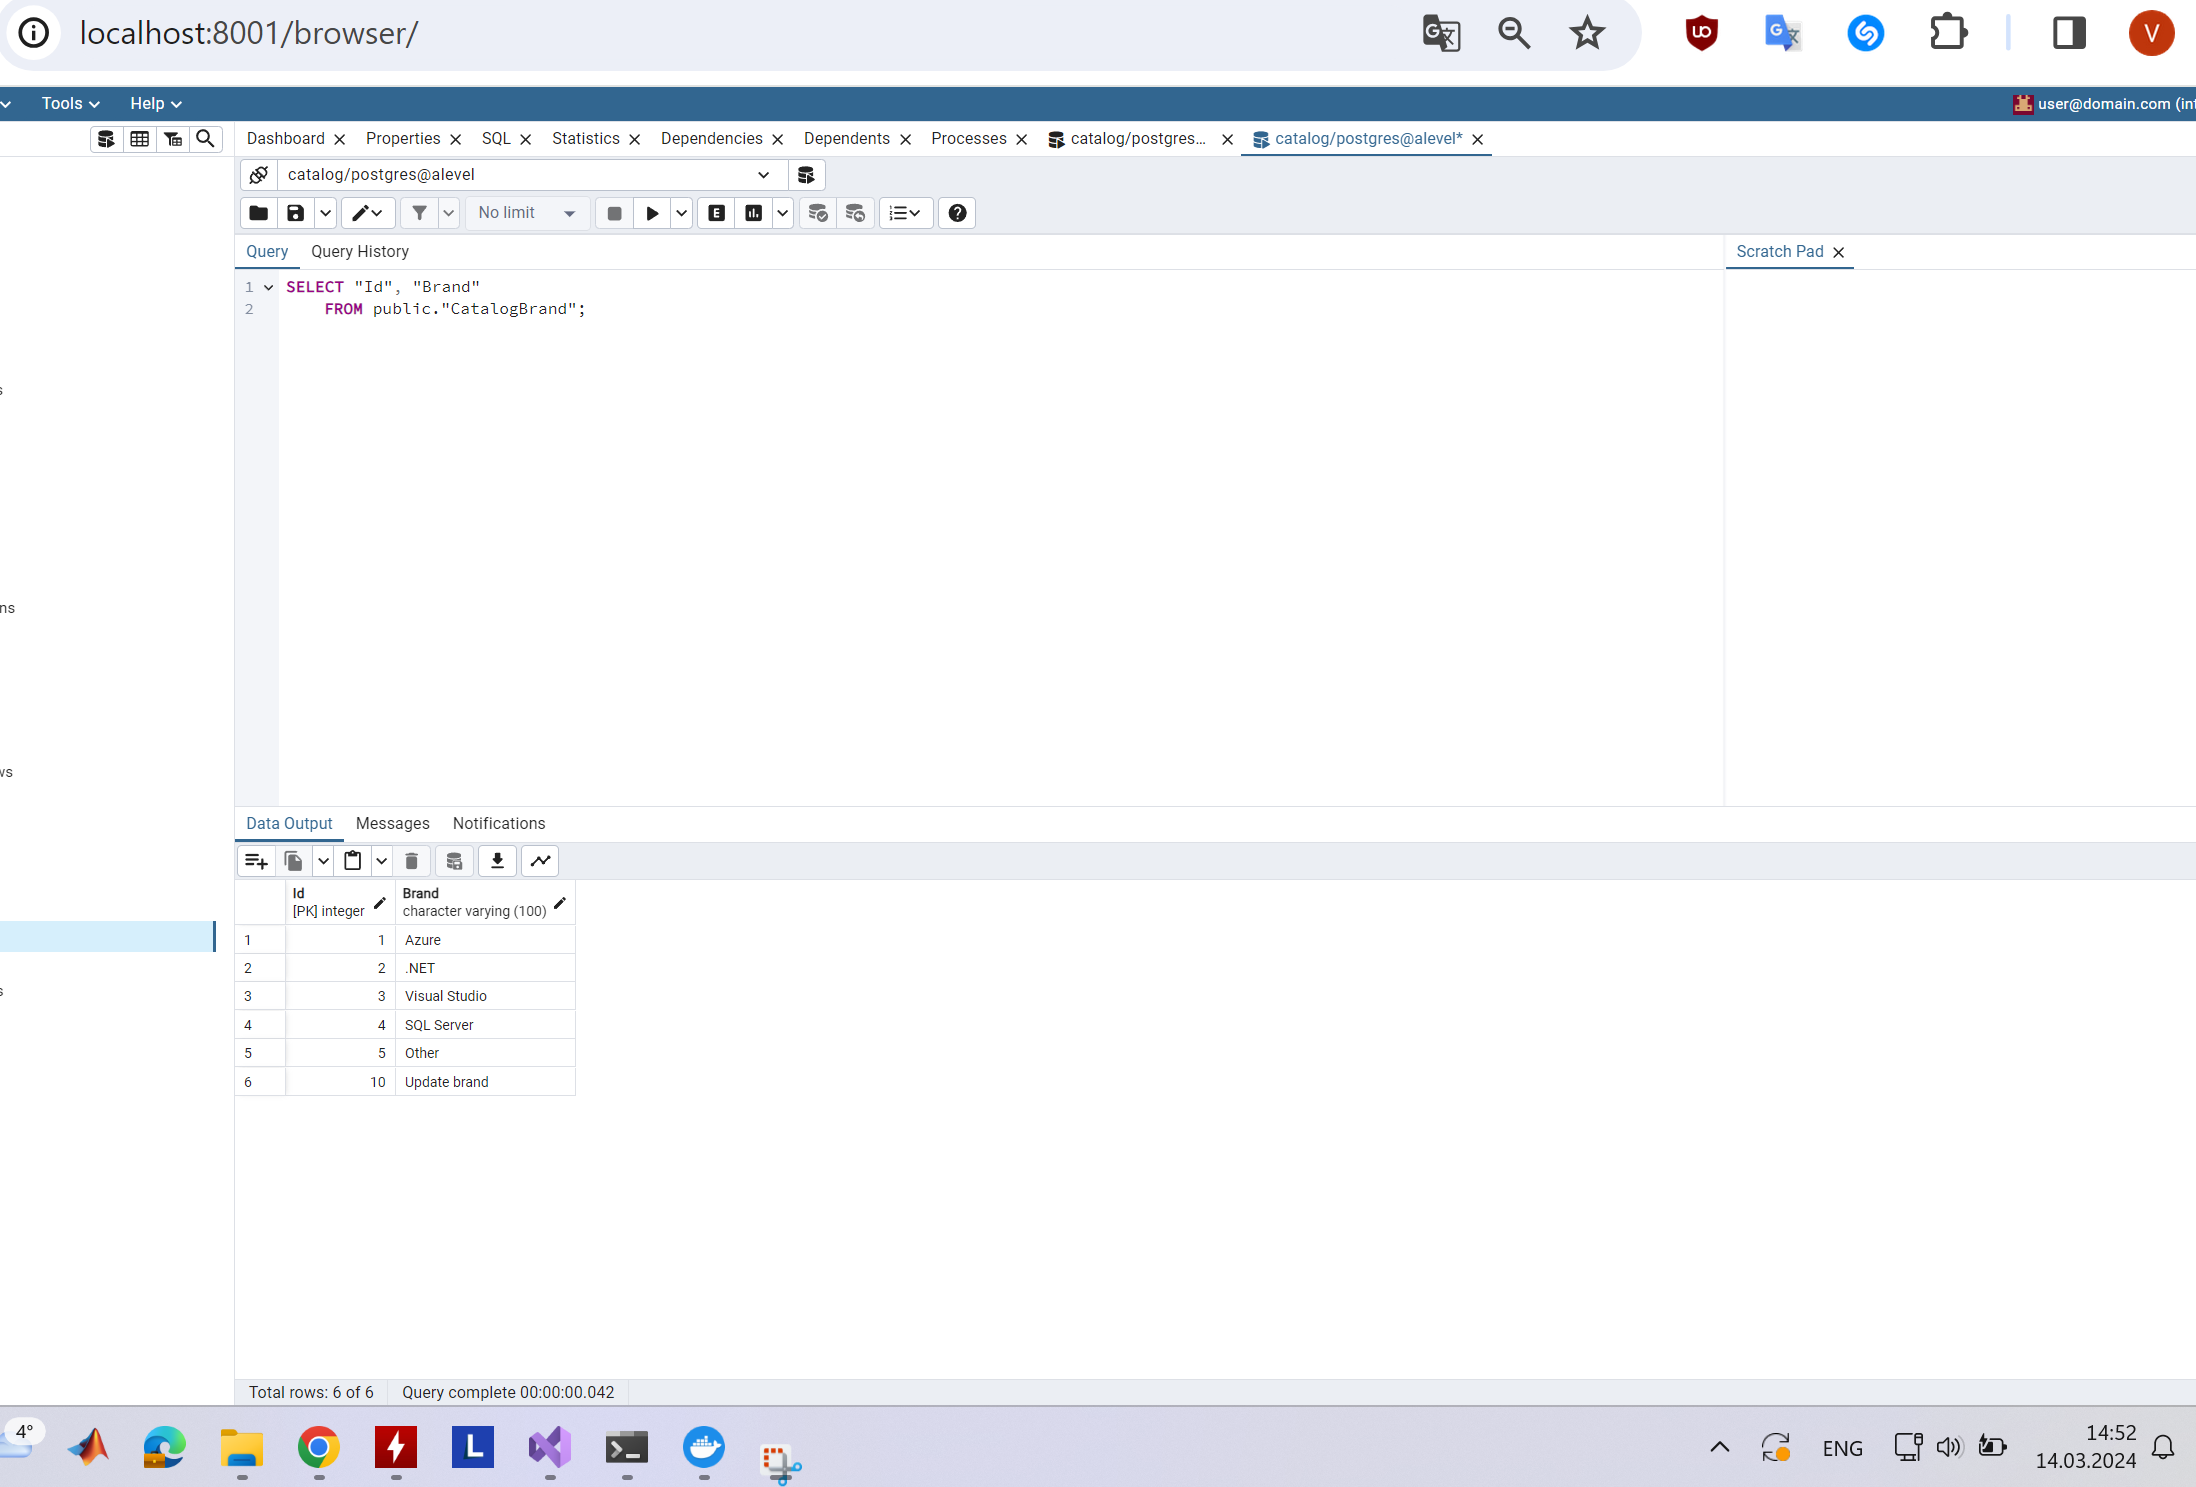 localhost:8001/browser/
V
Tools Help user@domain.com (int
Dashboard Properties SQL Statistics Dependencies Dependents Processes catalog/postgres... catalog/postgres@alevel*
catalog/postgres@alevel
No limit E
Query Query History Scratch Pad
1 SELECT "Id", "Brand"
2 FROM public."CatalogBrand";
s
ns
ws
s
Data Output Messages Notifications
Id Brand
[PK] integer character varying (100)
1 1 Azure
2 2 .NET
3 3 Visual Studio
4 4 SQL Server
5 5 Other
6 10 Update brand
Total rows: 6 of 6 Query complete 00:00:00.042
4°
L
ENG
14:52
14.03.2024